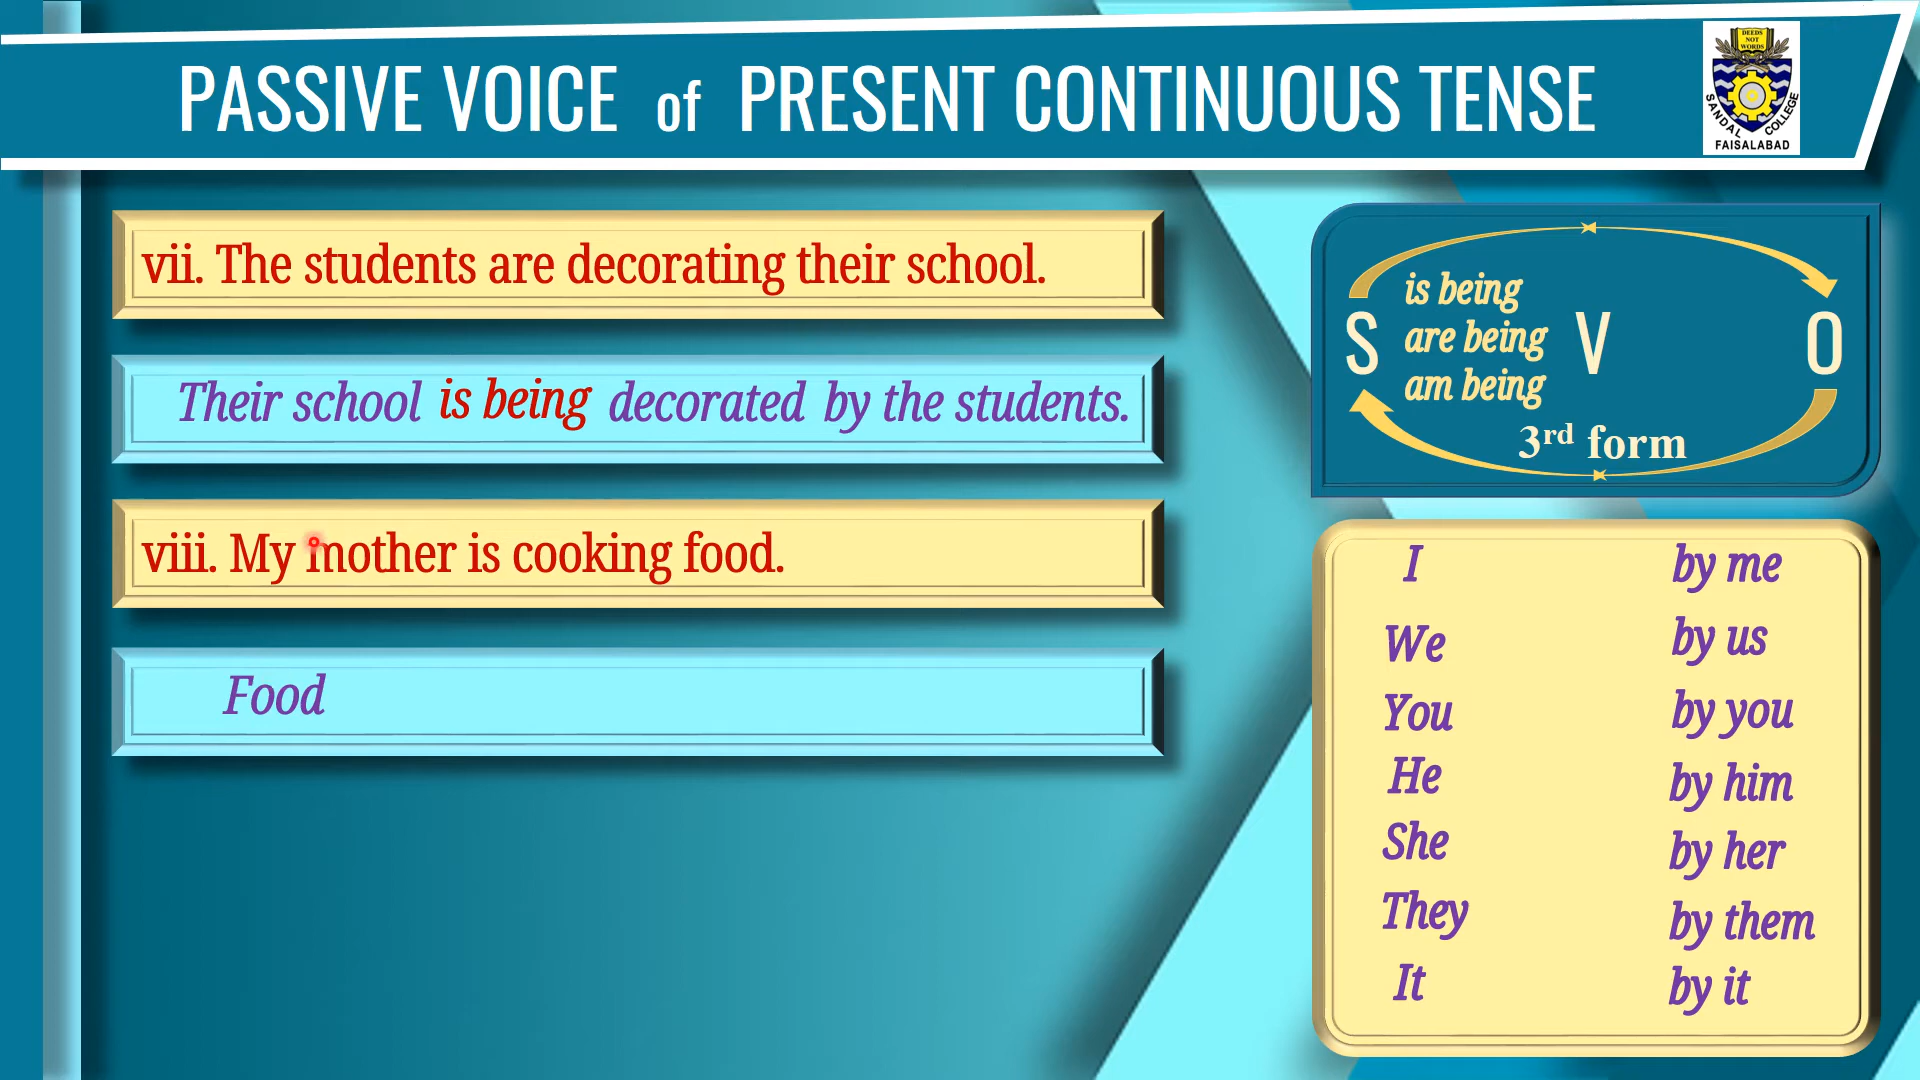 PASSIVE VOICE of PRESENT CONTINUOUS TENSE
DEEDS
NOT
WORDS
SANDAL COLLEGE
FAISALABAD
vii. The students are decorating their school.
Their school is being decorated by the students.
viii. My mother is cooking food.
Food
is being
S are being V O
am being
3rd form
I by me
We by us
You by you
He by him
She by her
They by them
It by it